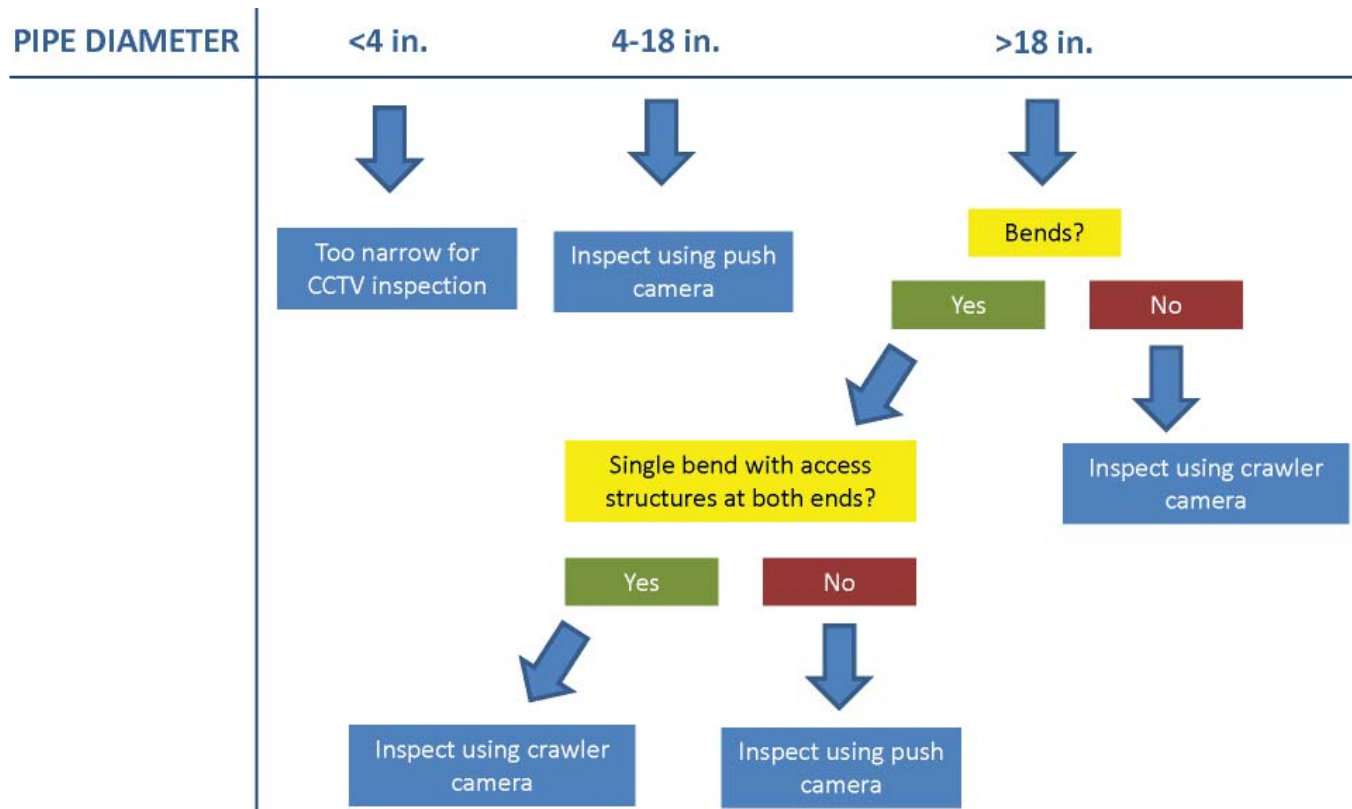 PIPE DIAMETER
<4 in.
4-18 in.
>18 in.
Too narrow for
CCTV inspection
Inspect using push
camera
Bends?
Yes
No
Single bend with access
structures at both ends?
Inspect using crawler
camera
Yes
No
Inspect using crawler
camera
Inspect using push
camera